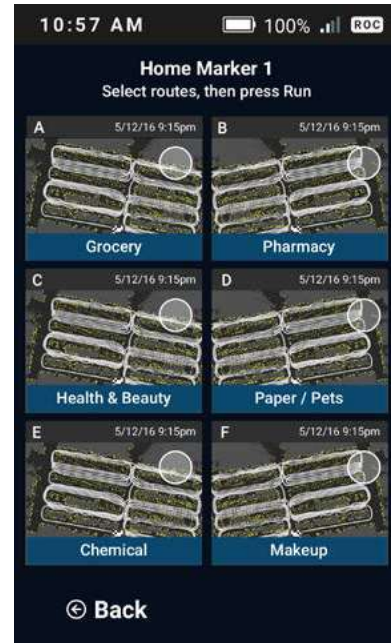 10:57 AM 100% ROC
Home Marker 1
Select routes, then press Run
A 5/12/16 9:15pm
Grocery
B 5/12/16 9:15pm
Pharmacy
C 5/12/16 9:15pm
Health & Beauty
D 5/12/16 9:15pm
Paper / Pets
E 5/12/16 9:15pm
Chemical
F 5/12/16 9:15pm
Makeup
Back